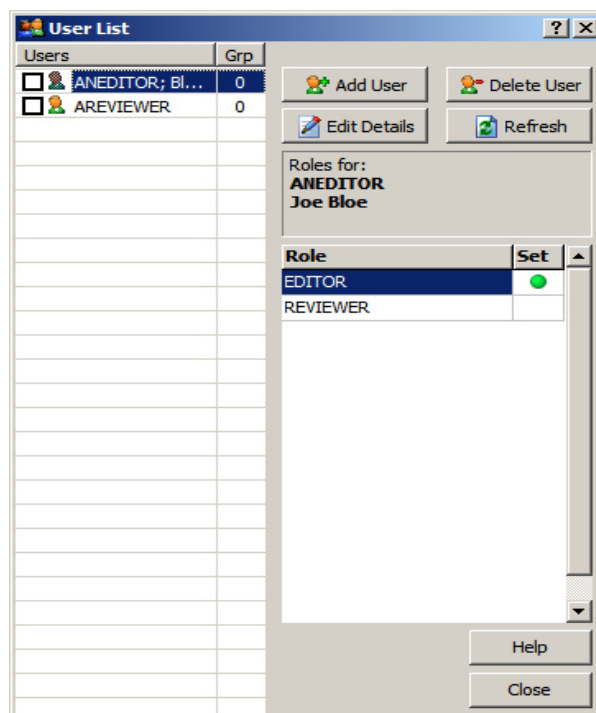 User List
Users Grp
ANEDITOR; Bl... 0
AREVIEWER 0
Add User Delete User
Edit Details Refresh
Roles for:
ANEDITOR
Joe Bloe
Role Set
EDITOR
REVIEWER
Help
Close